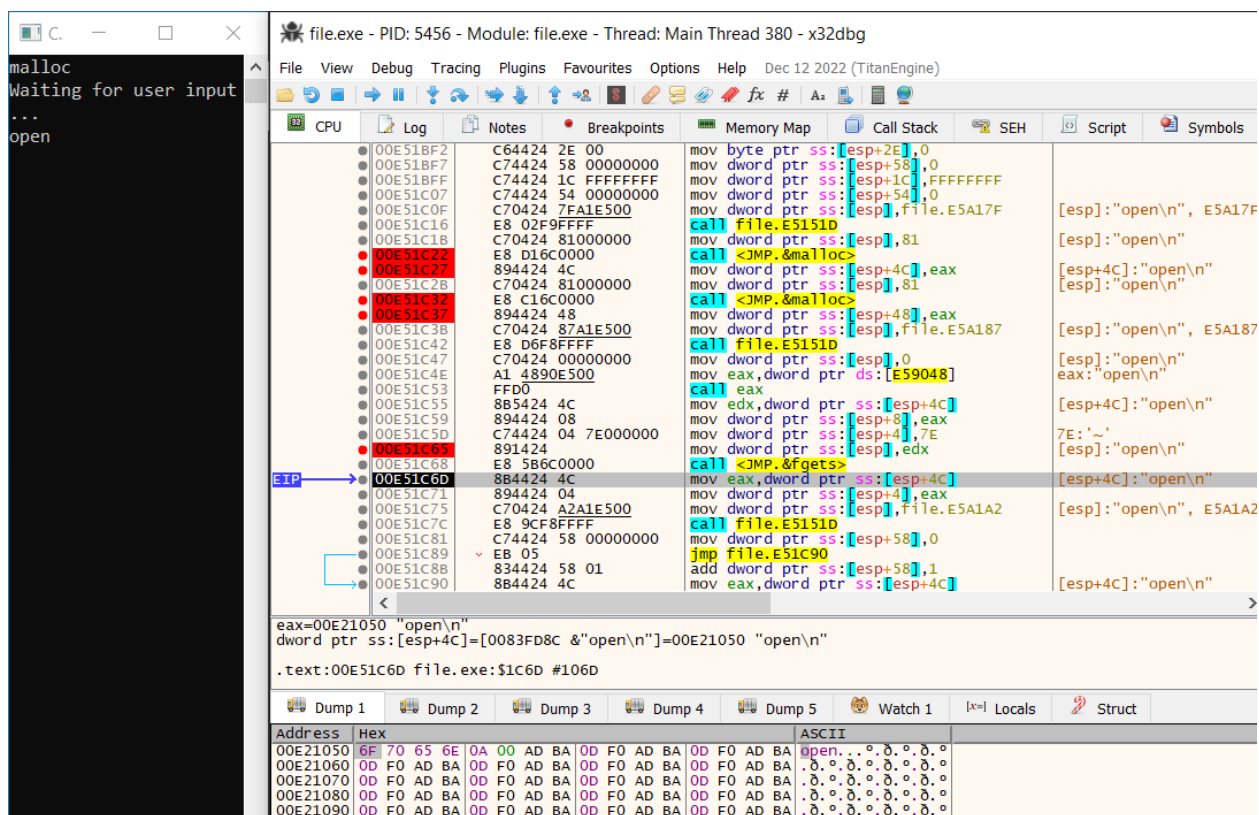 C.
malloc
Waiting for user input
...
open
file.exe - PID: 5456 - Module: file.exe - Thread: Main Thread 380 - x32dbg
File View Debug Tracing Plugins Favourites Options Help Dec 12 2022 (TitanEngine)
CPU Log Notes Breakpoints Memory Map Call Stack SEH Script Symbols
00E51BF2 C64424 2E 00 mov byte ptr ss:[esp+2E],0
00E51BF7 C74424 58 00000000 mov dword ptr ss:[esp+58],0
00E51BFF C74424 1C FFFFFFFF mov dword ptr ss:[esp+1C],FFFFFFFF
00E51C07 C74424 54 00000000 mov dword ptr ss:[esp+54],0
00E51C0F C70424 7FA1E500 mov dword ptr ss:[esp],file.E5A17F [esp]:"open\n", E5A17F
00E51C16 E8 02F9FFFF call file.E5151D
00E51C1B C70424 81000000 mov dword ptr ss:[esp],81 [esp]:"open\n"
00E51C22 E8 D16C0000 call <JMP.&malloc>
00E51C27 894424 4C mov dword ptr ss:[esp+4C],eax [esp+4C]:"open\n"
00E51C2B C70424 81000000 mov dword ptr ss:[esp],81 [esp]:"open\n"
00E51C32 E8 C16C0000 call <JMP.&malloc>
00E51C37 894424 48 mov dword ptr ss:[esp+48],eax
00E51C3B C70424 87A1E500 mov dword ptr ss:[esp],file.E5A187 [esp]:"open\n", E5A187
00E51C42 E8 D6F8FFFF call file.E5151D
00E51C47 C70424 00000000 mov dword ptr ss:[esp],0 [esp]:"open\n"
00E51C4E A1 4890E500 mov eax,dword ptr ds:[E59048] eax:"open\n"
00E51C53 FFD0 call eax
00E51C55 8B5424 4C mov edx,dword ptr ss:[esp+4C] [esp+4C]:"open\n"
00E51C59 894424 08 mov dword ptr ss:[esp+8],eax
00E51C5D C74424 04 7E000000 mov dword ptr ss:[esp+4],7E 7E:'~'
00E51C65 891424 mov dword ptr ss:[esp],edx [esp]:"open\n"
00E51C68 E8 5B6C0000 call <JMP.&fgets>
EIP 00E51C6D 8B4424 4C mov eax,dword ptr ss:[esp+4C] [esp+4C]:"open\n"
00E51C71 894424 04 mov dword ptr ss:[esp+4],eax
00E51C75 C70424 A2A1E500 mov dword ptr ss:[esp],file.E5A1A2 [esp]:"open\n", E5A1A2
00E51C7C E8 9CF8FFFF call file.E5151D
00E51C81 C74424 58 00000000 mov dword ptr ss:[esp+58],0
00E51C89 EB 05 jmp file.E51C90
00E51C8B 834424 58 01 add dword ptr ss:[esp+58],1
00E51C90 8B4424 4C mov eax,dword ptr ss:[esp+4C] [esp+4C]:"open\n"
eax=00E21050 "open\n"
dword ptr ss:[esp+4C]=[0083FD8C &"open\n"]=00E21050 "open\n"
.text:00E51C6D file.exe:$1C6D #106D
Dump 1 Dump 2 Dump 3 Dump 4 Dump 5 Watch 1 [x=] Locals Struct
Address Hex ASCII
00E21050 6F 70 65 6E 0A 00 AD BA 0D F0 AD BA 0D F0 AD BA open...º.ð.º.ð.º
00E21060 0D F0 AD BA 0D F0 AD BA 0D F0 AD BA 0D F0 AD BA .ð.º.ð.º.ð.º.ð.º
00E21070 0D F0 AD BA 0D F0 AD BA 0D F0 AD BA 0D F0 AD BA .ð.º.ð.º.ð.º.ð.º
00E21080 0D F0 AD BA 0D F0 AD BA 0D F0 AD BA 0D F0 AD BA .ð.º.ð.º.ð.º.ð.º
00E21090 0D F0 AD BA 0D F0 AD BA 0D F0 AD BA 0D F0 AD BA .ð.º.ð.º.ð.º.ð.º